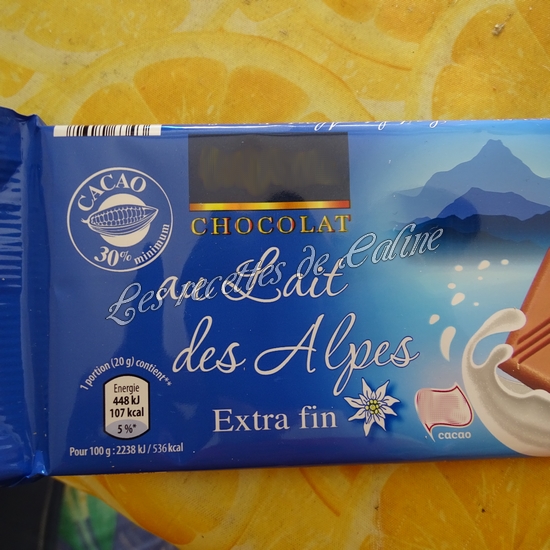 CACAO
30% minimum
CHOCOLAT
au Lait
Les recettes de Caline
des Alpes
1 portion (20 g) contient**
Energie
448 kJ
107 kcal
5 %*
Extra fin
cacao
Pour 100 g : 2238 kJ / 536 kcal